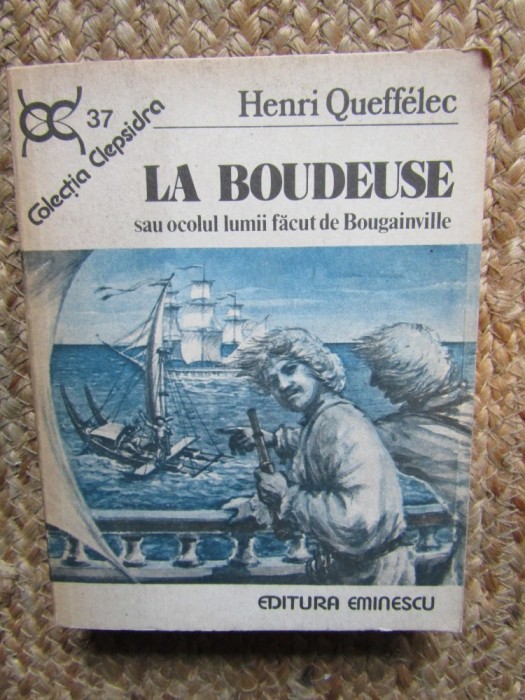 37
Colecția Clepsidra
Henri Queffélec
LA BOUDEUSE
sau ocolul lumii făcut de Bougainville
EDITURA EMINESCU